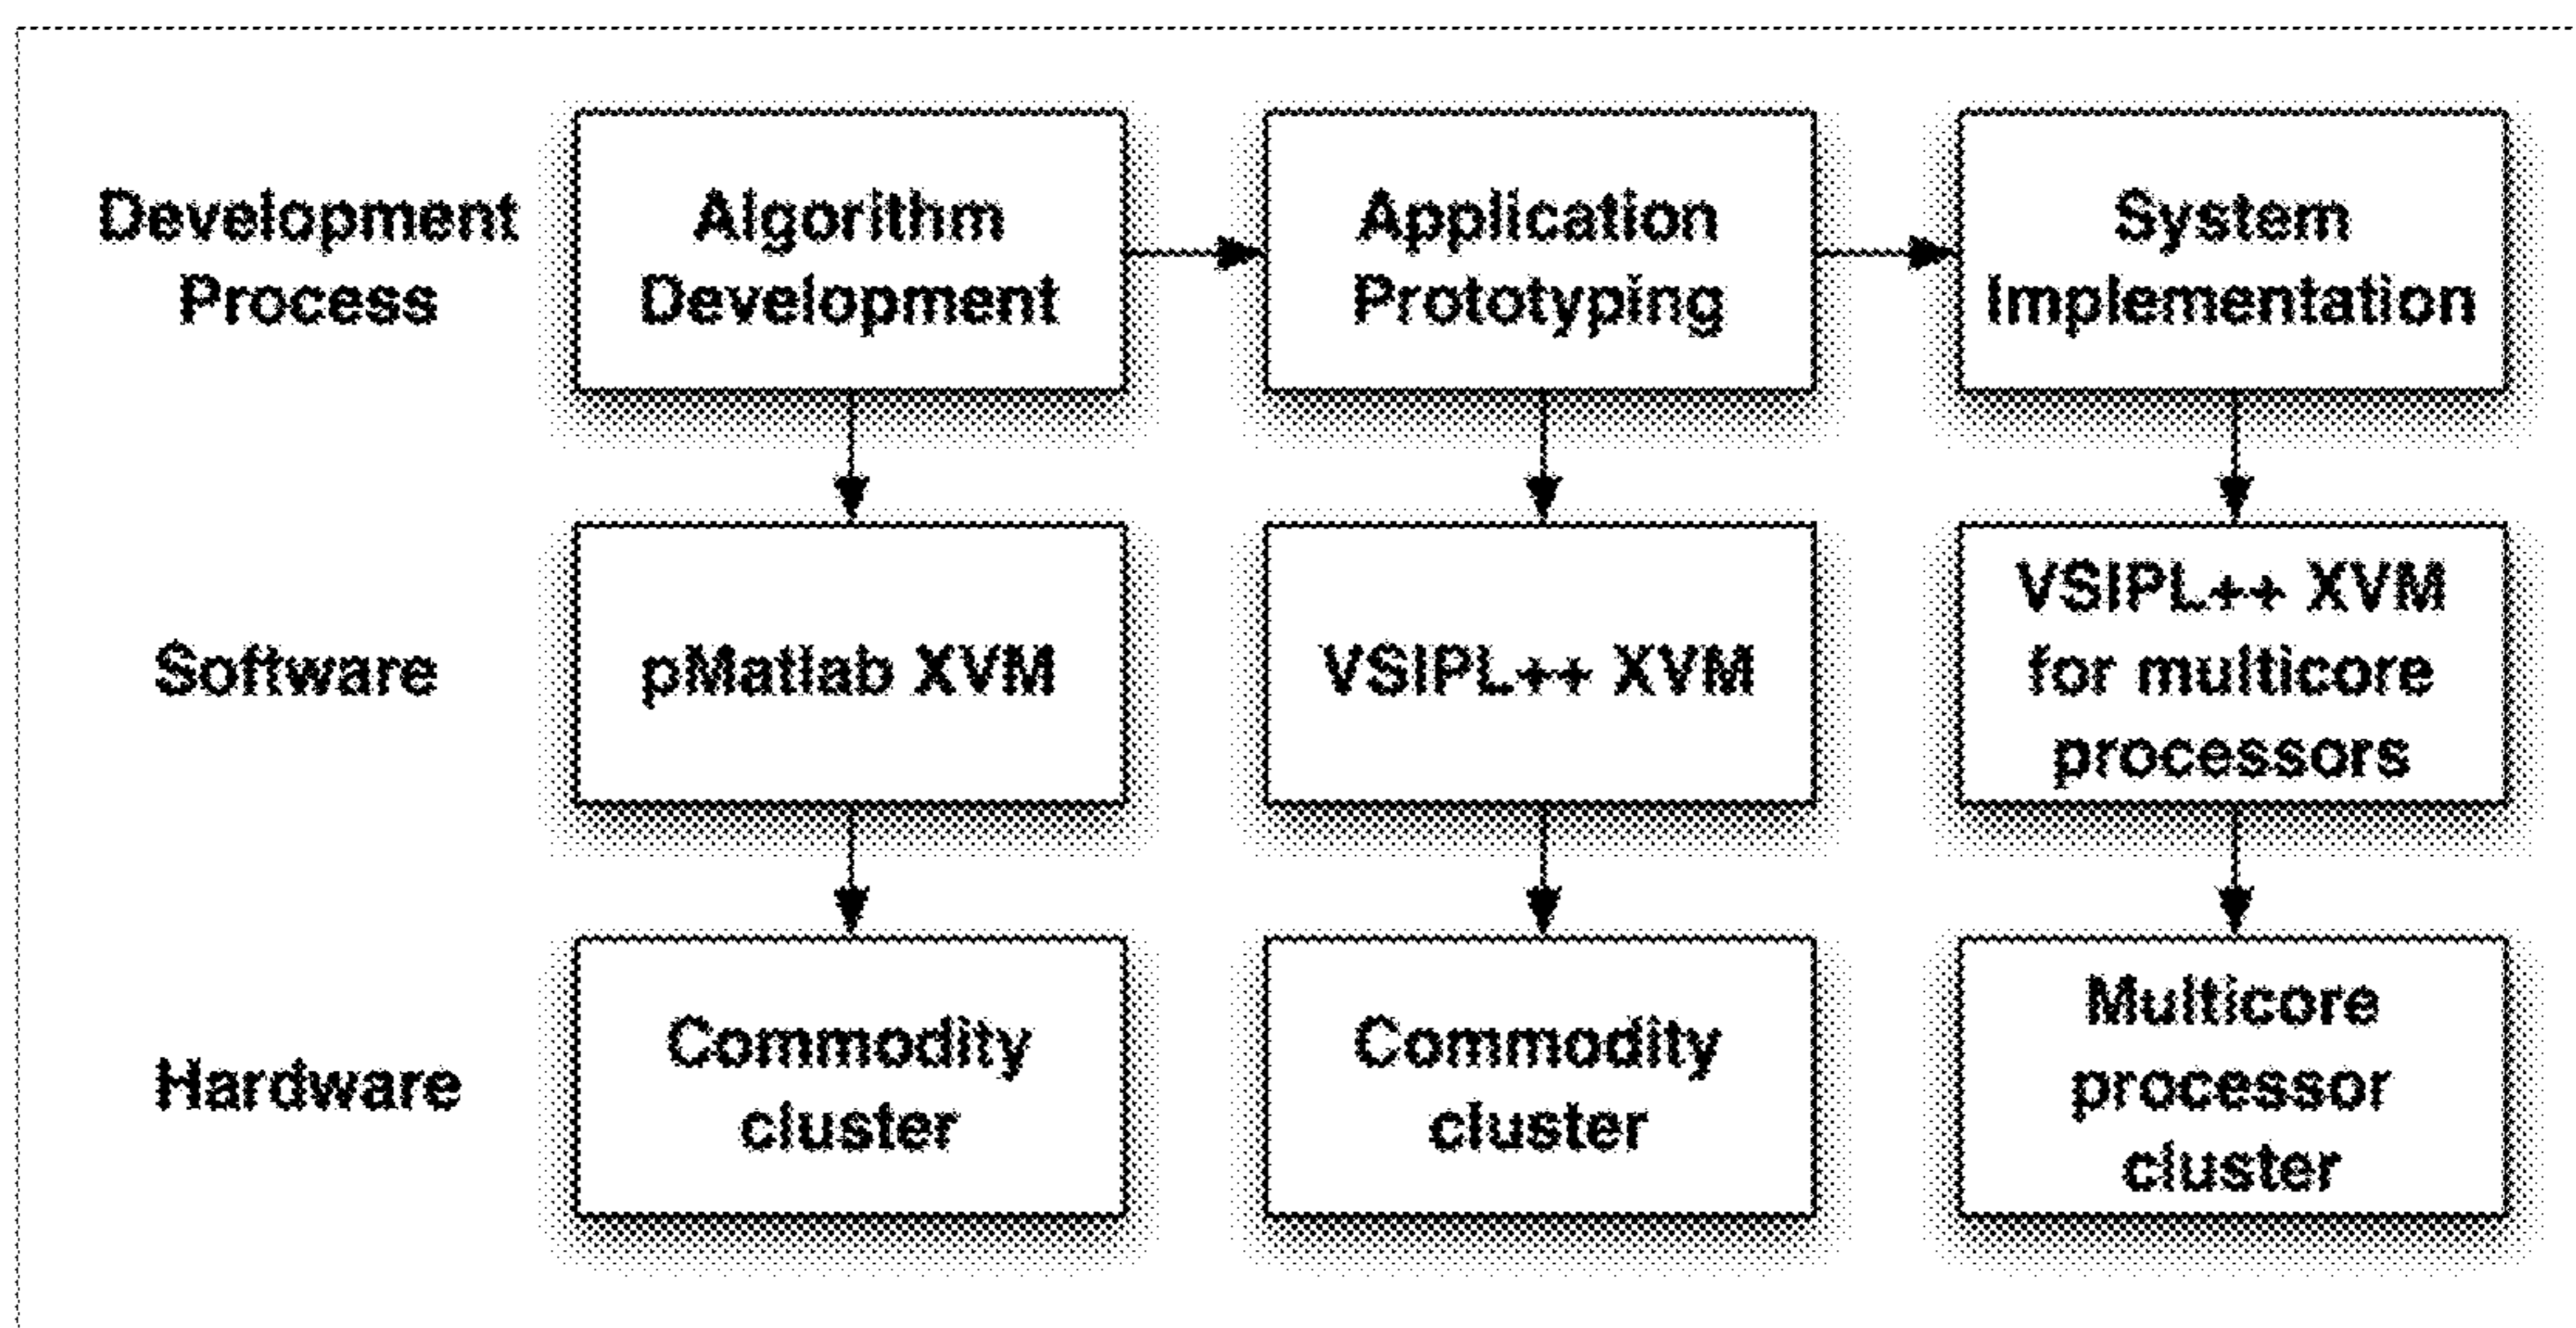 Development
Process
Algorithm
Development
Application
Prototyping
System
Implementation
Software
pMatlab XVM
VSIPL++ XVM
VSIPL++ XVM
for multicore
processors
Hardware
Commodity
cluster
Commodity
cluster
Multicore
processor
cluster